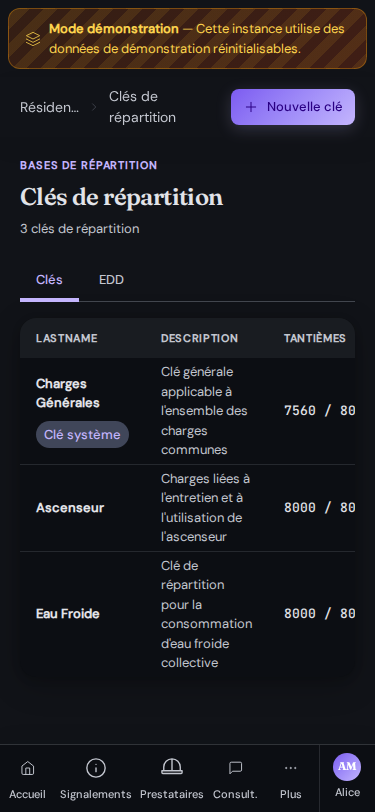 Mode démonstration — Cette instance utilise des
données de démonstration réinitialisables.
Résiden...
Clés de
répartition
Nouvelle clé
BASES DE RÉPARTITION
Clés de répartition
3 clés de répartition
Clés
EDD
LASTNAME
DESCRIPTION
TANTIÈMES
Charges
Générales
Clé système
Clé générale
applicable à
l'ensemble des
charges
communes
7560 / 80
Ascenseur
Charges liées à
l'entretien et à
l'utilisation de
l'ascenseur
8000 / 80
Eau Froide
Clé de
répartition
pour la
consommation
d'eau froide
collective
8000 / 80
Accueil
Signalements
Prestataires
Consult.
Plus
AM
Alice